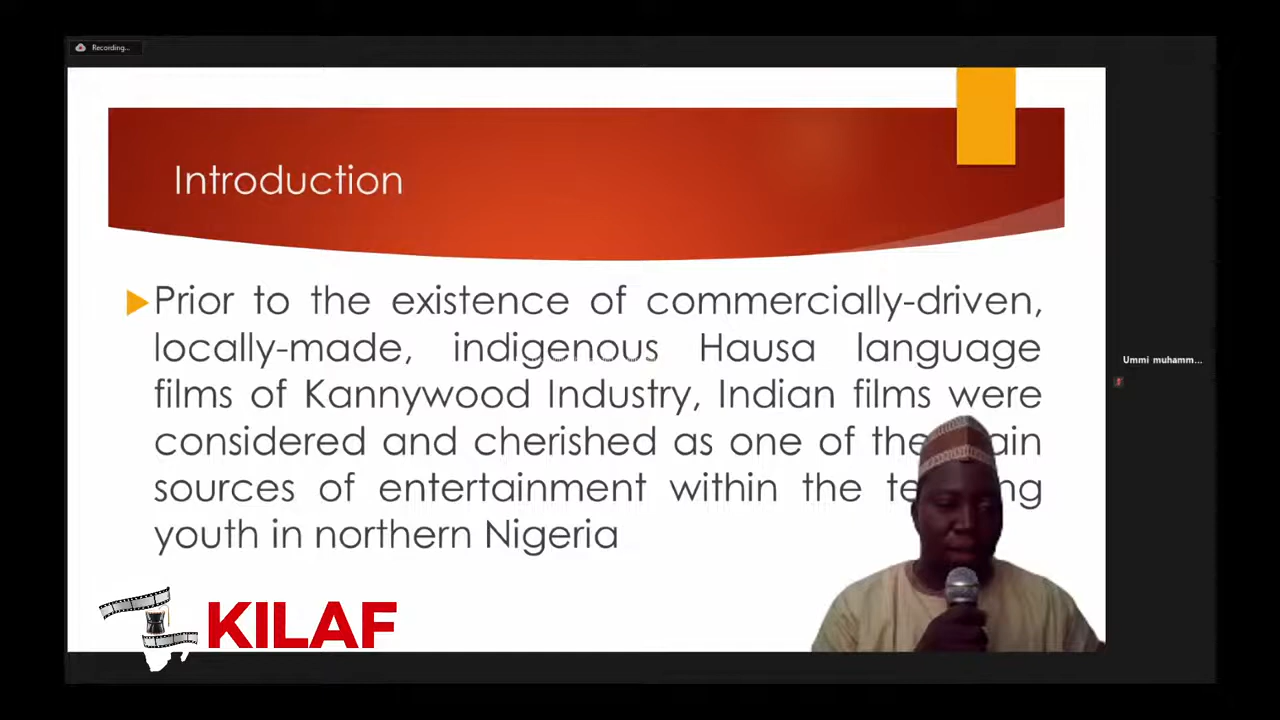 Recording...
Introduction
Prior to the existence of commercially-driven,
locally-made, indigenous Hausa language
films of Kannywood Industry, Indian films were
considered and cherished as one of the
sources of entertainment within the
youth in northern Nigeria
Ummi muhamm...
KILAF